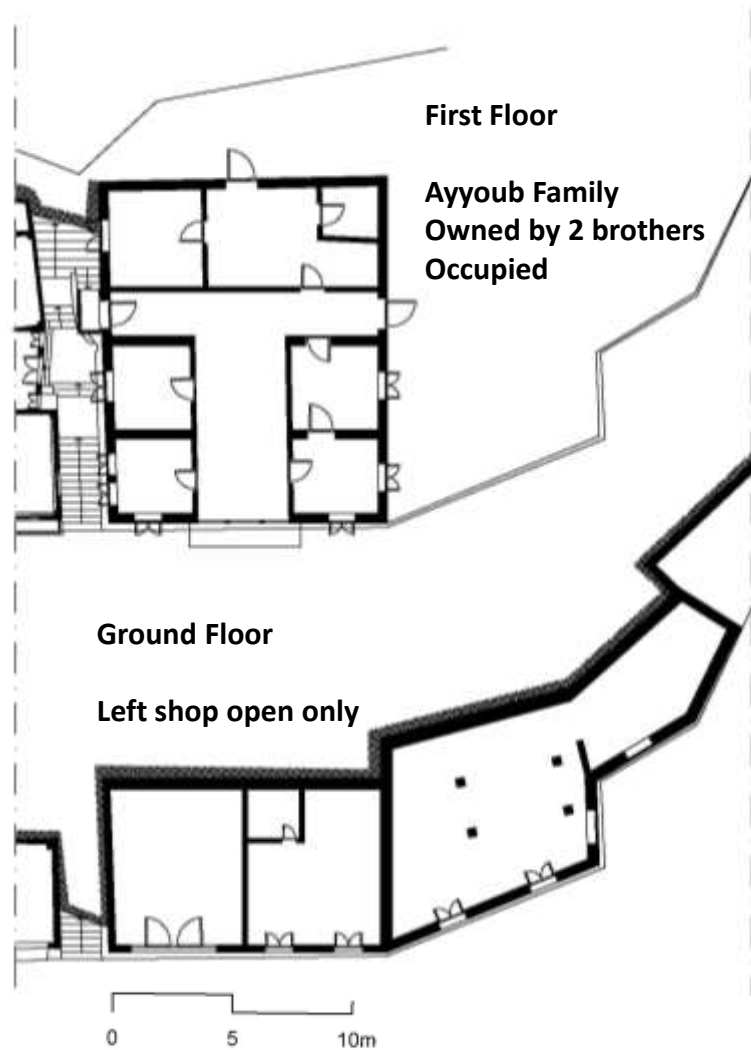 First Floor
Ayyoub Family
Owned by 2 brothers
Occupied
Ground Floor
Left shop open only
0 5 10m